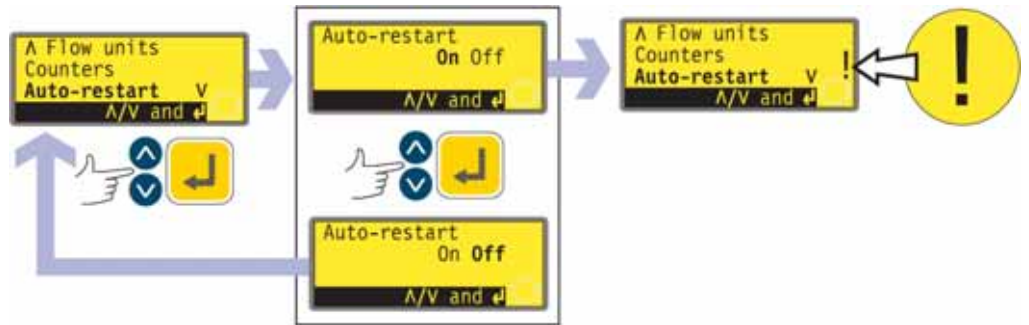 Λ Flow units
Counters
Auto-restart V
Λ/V and ↵
Auto-restart
On Off
Λ/V and ↵
Λ Flow units
Counters
Auto-restart V
!
Λ/V and ↵
!
Auto-restart
On Off
Λ/V and ↵